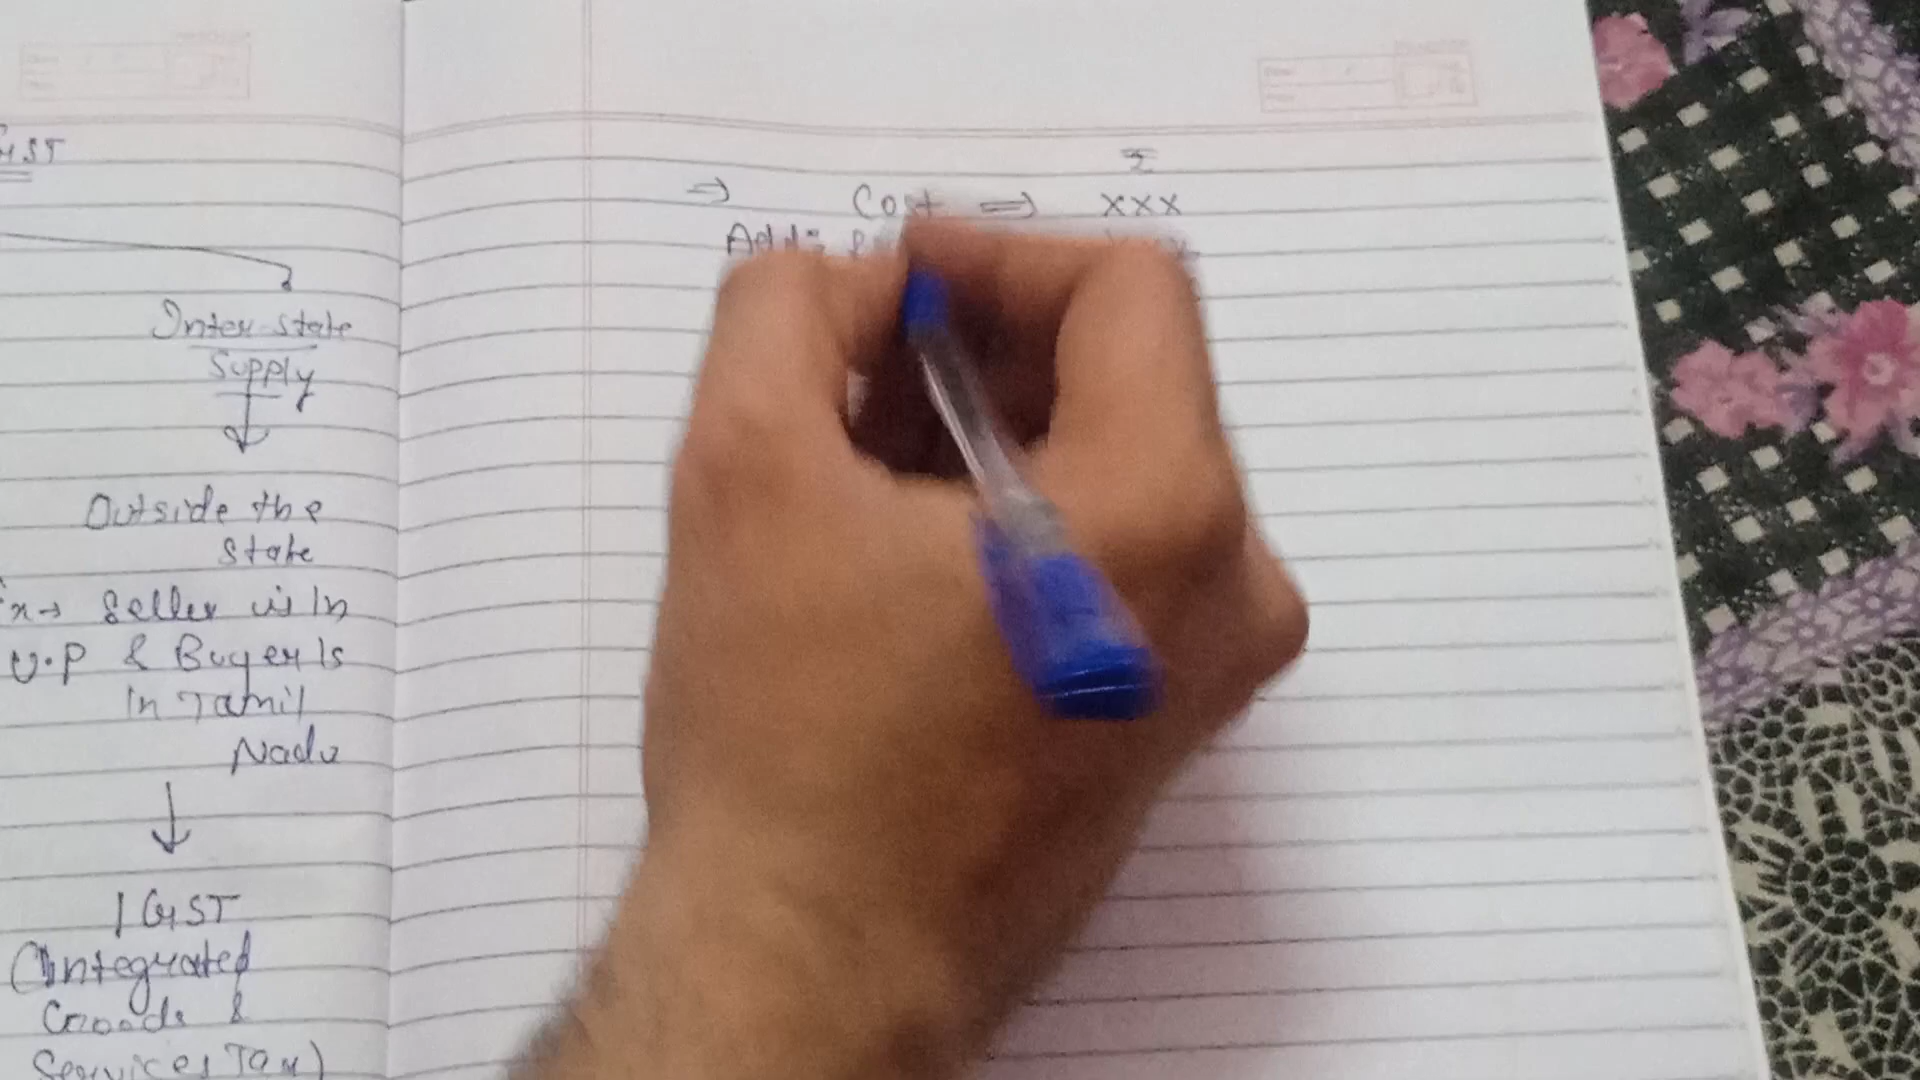 GST
Inter-state
Supply
Outside the
state
Ex→ Seller is In
U.P & Buyer Is
In Tamil
Nadu
IGST
(Integrated
Goods &
Services Tax)
₹
⇒ Cost ⇒ xxx
Add: